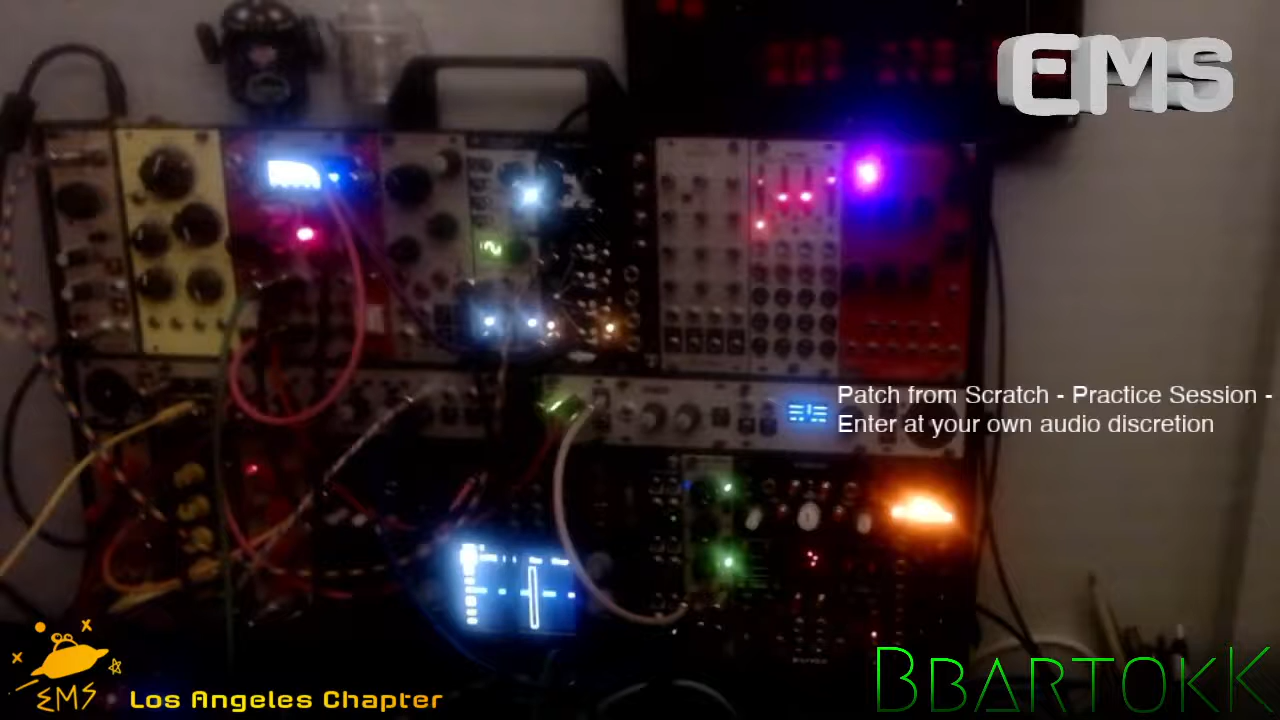 EMS
Patch from Scratch - Practice Session -
Enter at your own audio discretion
EMS
Los Angeles Chapter
BBARTOKK